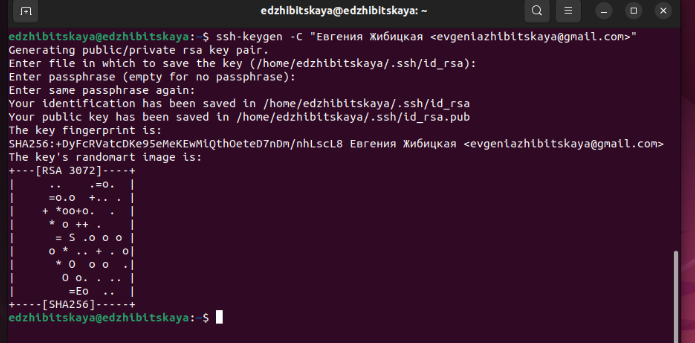 edzhibitskaya@edzhibitskaya: ~
edzhibitskaya@edzhibitskaya:~$ ssh-keygen -C "Евгения Жибицкая <evgeniazhibitskaya@gmail.com>"
Generating public/private rsa key pair.
Enter file in which to save the key (/home/edzhibitskaya/.ssh/id_rsa):
Enter passphrase (empty for no passphrase):
Enter same passphrase again:
Your identification has been saved in /home/edzhibitskaya/.ssh/id_rsa
Your public key has been saved in /home/edzhibitskaya/.ssh/id_rsa.pub
The key fingerprint is:
SHA256:+DyFcRVatcDKe95eMeKEwMiQthOeteD7nDm/nhLscL8 Евгения Жибицкая <evgeniazhibitskaya@gmail.com>
The key's randomart image is:
+---[RSA 3072]----+
|     ..    .=o.  |
|     =o.o  +.. . |
|    + *oo+o.  .  |
|     * o ++ .    |
|      = S .o o o |
|     o * .. + . o|
|      * O  o o  .|
|       O o. . .. |
|        =Eo  ..  |
+----[SHA256]-----+
edzhibitskaya@edzhibitskaya:~$